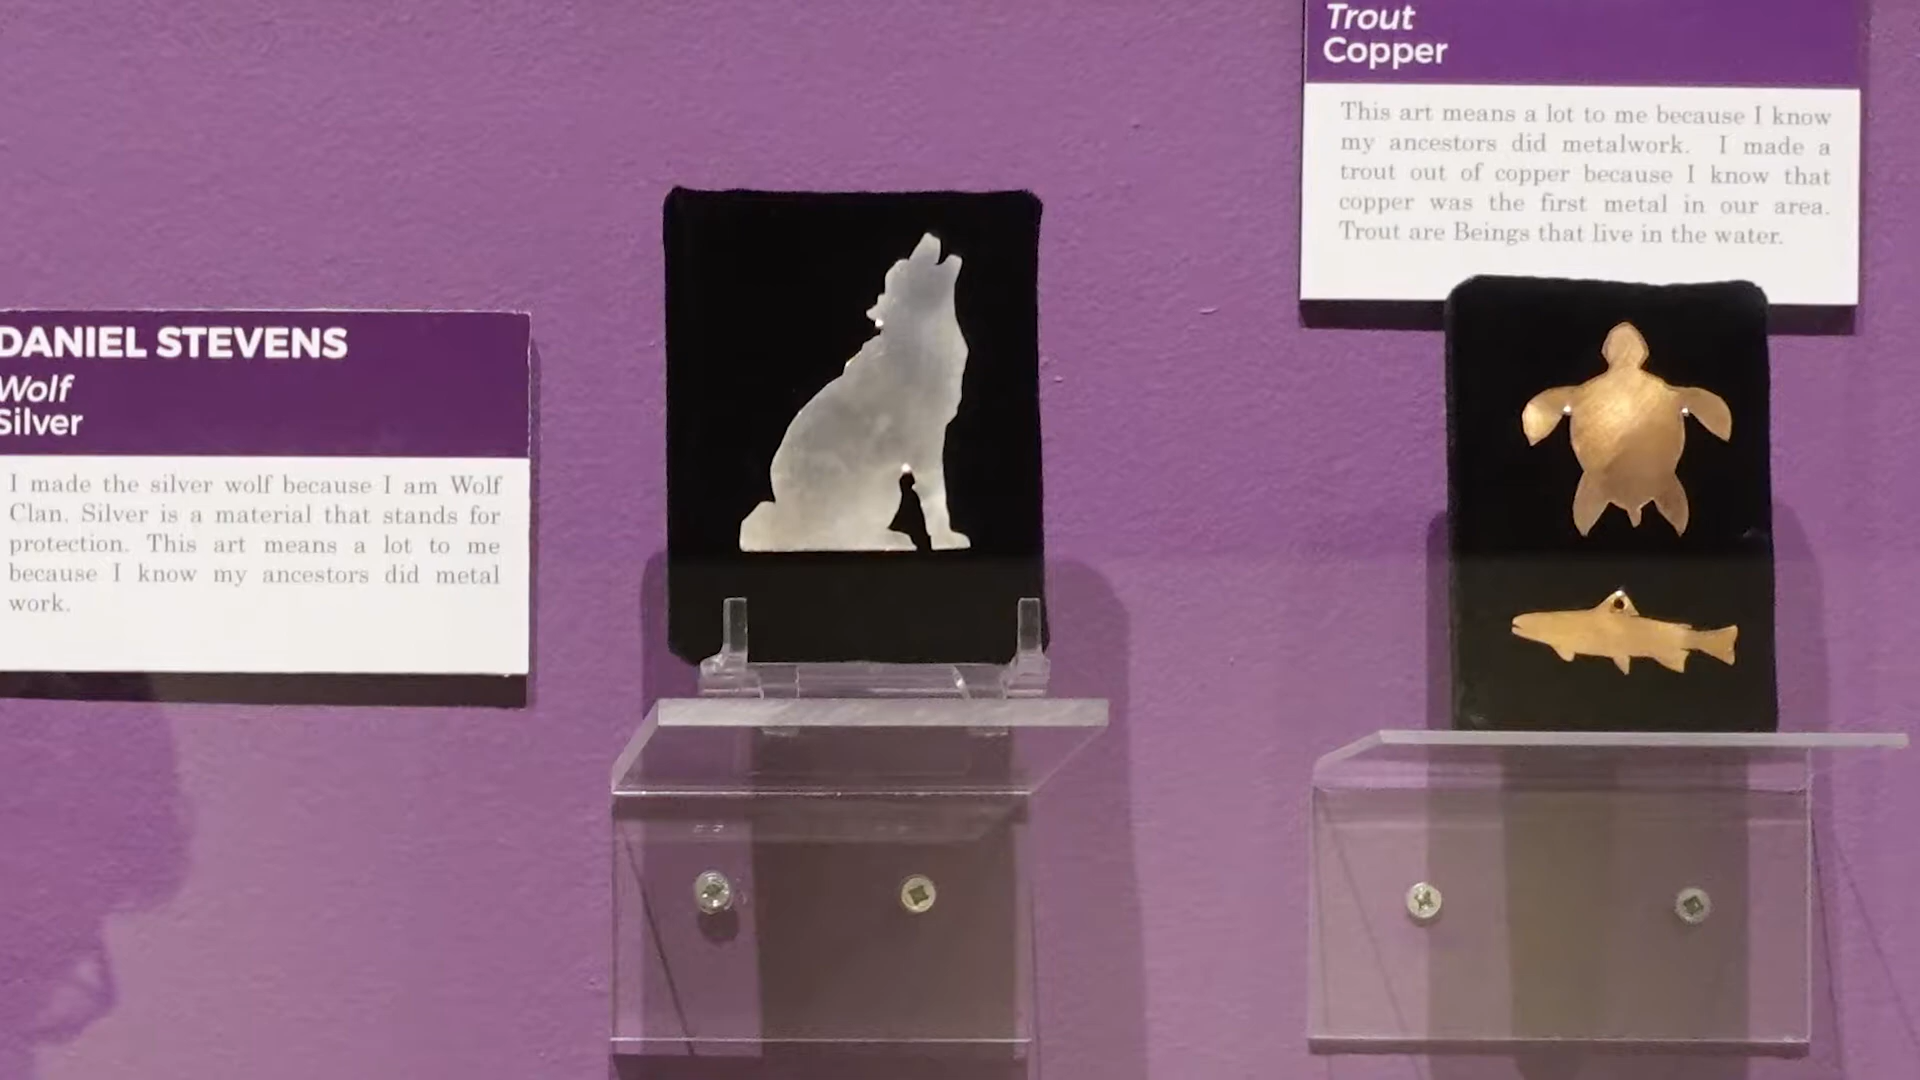 DANIEL STEVENS
Wolf
Silver
I made the silver wolf because I am Wolf
Clan. Silver is a material that stands for
protection. This art means a lot to me
because I know my ancestors did metal
work.
Trout
Copper
This art means a lot to me because I know
my ancestors did metalwork. I made a
trout out of copper because I know that
copper was the first metal in our area.
Trout are Beings that live in the water.